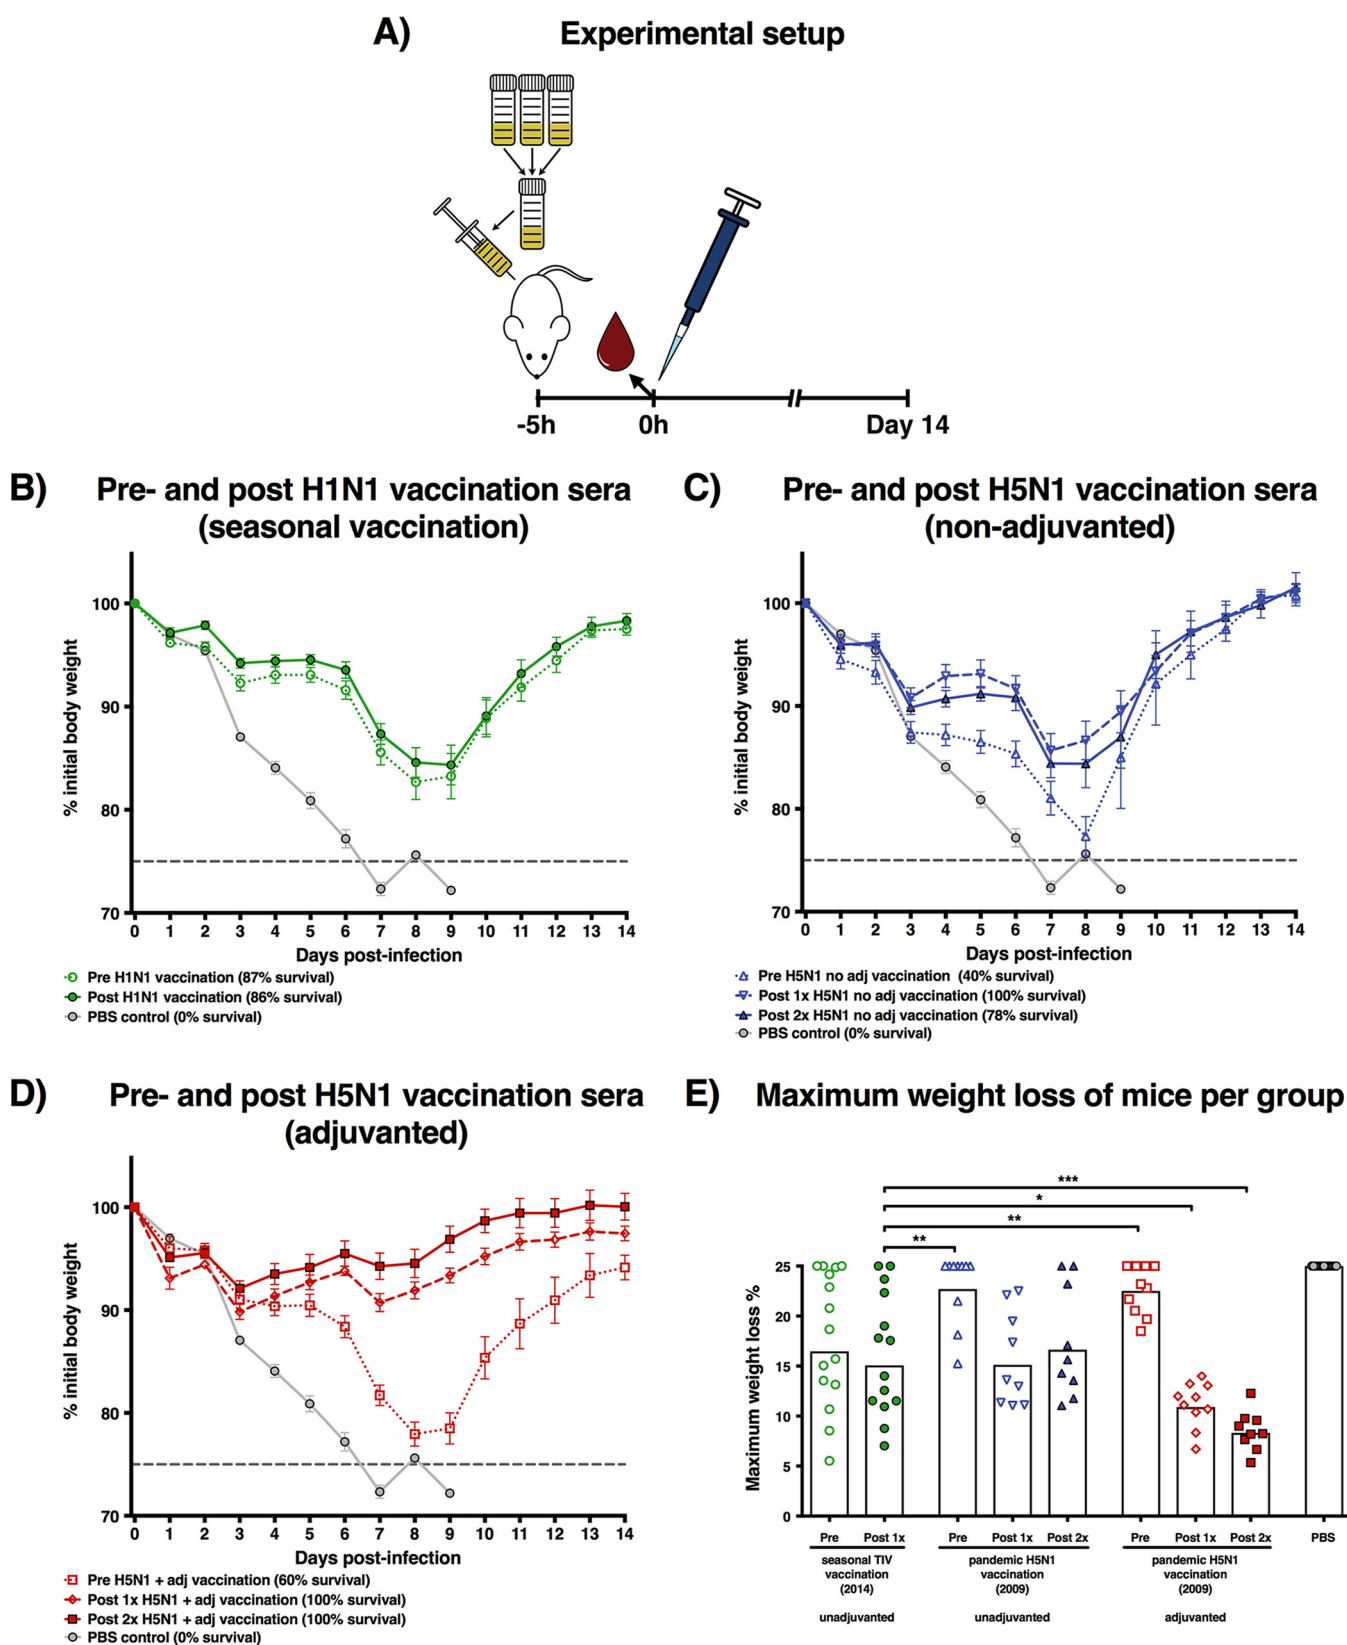 A) Experimental setup
-5h 0h Day 14
B) Pre- and post H1N1 vaccination sera
(seasonal vaccination)
% initial body weight
100
90
80
70
0 1 2 3 4 5 6 7 8 9 10 11 12 13 14
Days post-infection
Pre H1N1 vaccination (87% survival)
Post H1N1 vaccination (86% survival)
PBS control (0% survival)
C) Pre- and post H5N1 vaccination sera
(non-adjuvanted)
% initial body weight
100
90
80
70
0 1 2 3 4 5 6 7 8 9 10 11 12 13 14
Days post-infection
Pre H5N1 no adj vaccination (40% survival)
Post 1x H5N1 no adj vaccination (100% survival)
Post 2x H5N1 no adj vaccination (78% survival)
PBS control (0% survival)
D) Pre- and post H5N1 vaccination sera
(adjuvanted)
% initial body weight
100
90
80
70
0 1 2 3 4 5 6 7 8 9 10 11 12 13 14
Days post-infection
Pre H5N1 + adj vaccination (60% survival)
Post 1x H5N1 + adj vaccination (100% survival)
Post 2x H5N1 + adj vaccination (100% survival)
PBS control (0% survival)
E) Maximum weight loss of mice per group
***
*
**
**
Maximum weight loss %
25
20
15
10
5
0
Pre Post 1x Pre Post 1x Post 2x Pre Post 1x Post 2x PBS
seasonal TIV pandemic H5N1 pandemic H5N1
vaccination vaccination vaccination
(2014) (2009) (2009)
unadjuvanted unadjuvanted adjuvanted